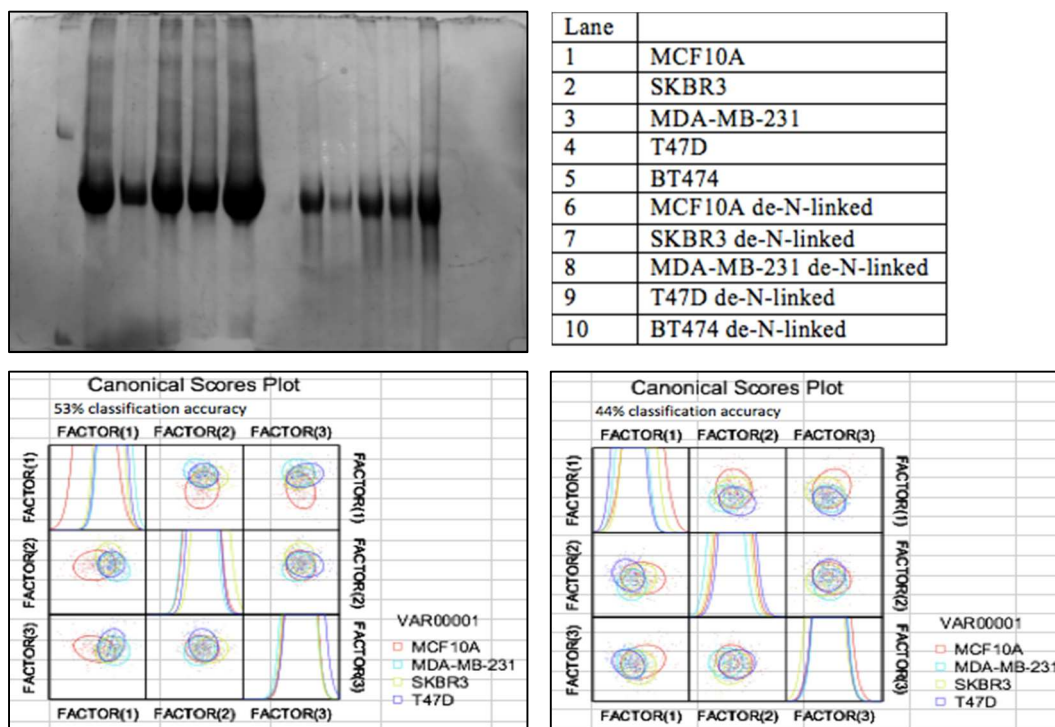 Lane
1 MCF10A
2 SKBR3
3 MDA-MB-231
4 T47D
5 BT474
6 MCF10A de-N-linked
7 SKBR3 de-N-linked
8 MDA-MB-231 de-N-linked
9 T47D de-N-linked
10 BT474 de-N-linked
Canonical Scores Plot
53% classification accuracy
FACTOR(1) FACTOR(2) FACTOR(3)
FACTOR(1) FACTOR(1)
FACTOR(2) FACTOR(2)
FACTOR(3) FACTOR(3)
FACTOR(1) FACTOR(2) FACTOR(3)
VAR00001
MCF10A
MDA-MB-231
SKBR3
T47D
Canonical Scores Plot
44% classification accuracy
FACTOR(1) FACTOR(2) FACTOR(3)
FACTOR(1) FACTOR(1)
FACTOR(2) FACTOR(2)
FACTOR(3) FACTOR(3)
FACTOR(1) FACTOR(2) FACTOR(3)
VAR00001
MCF10A
MDA-MB-231
SKBR3
T47D